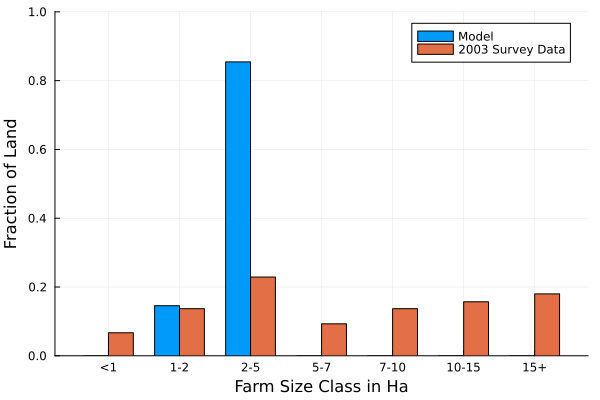 1.0
0.8
0.6
0.4
0.2
0.0
Fraction of Land
Model
2003 Survey Data
<1 1-2 2-5 5-7 7-10 10-15 15+
Farm Size Class in Ha